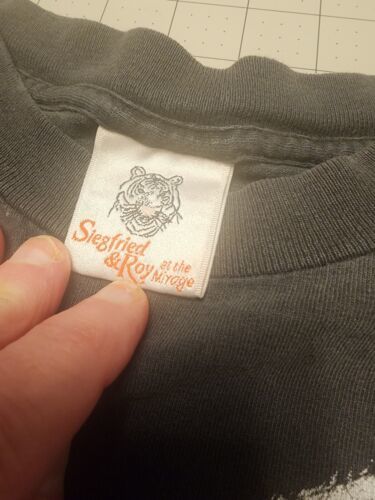 Siegfried
& Roy at the
Mirage